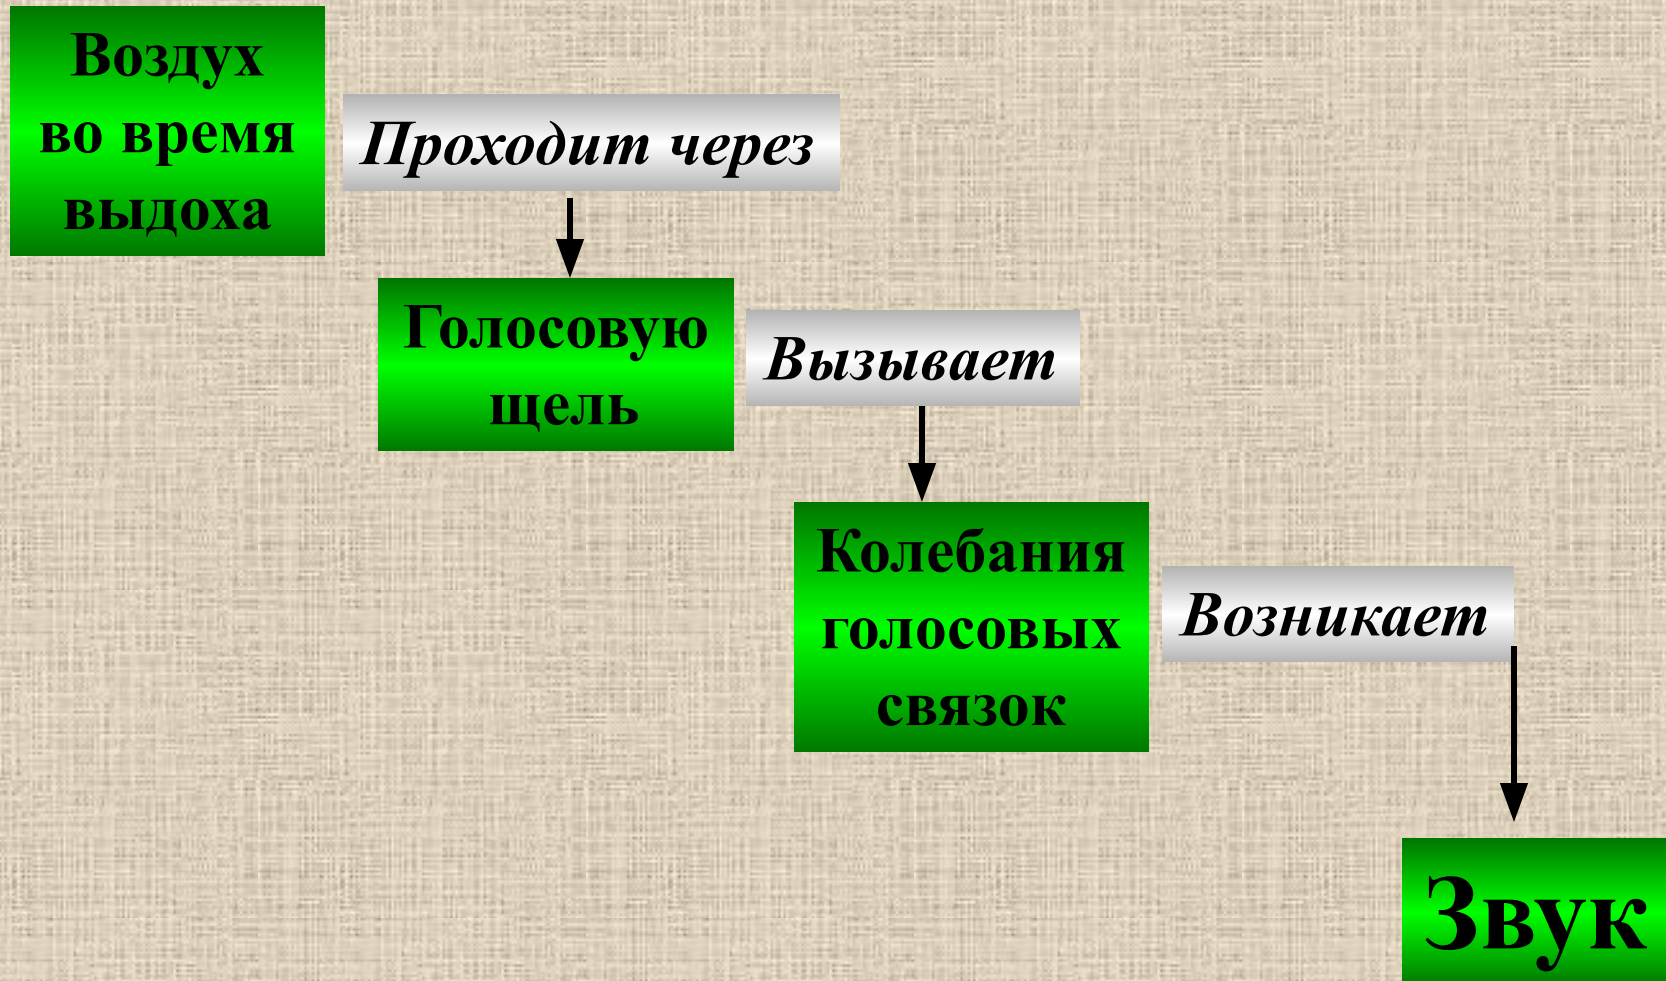 Воздух
во время
выдоха
Проходит через
Голосовую
щель
Вызывает
Колебания
голосовых
связок
Возникает
Звук